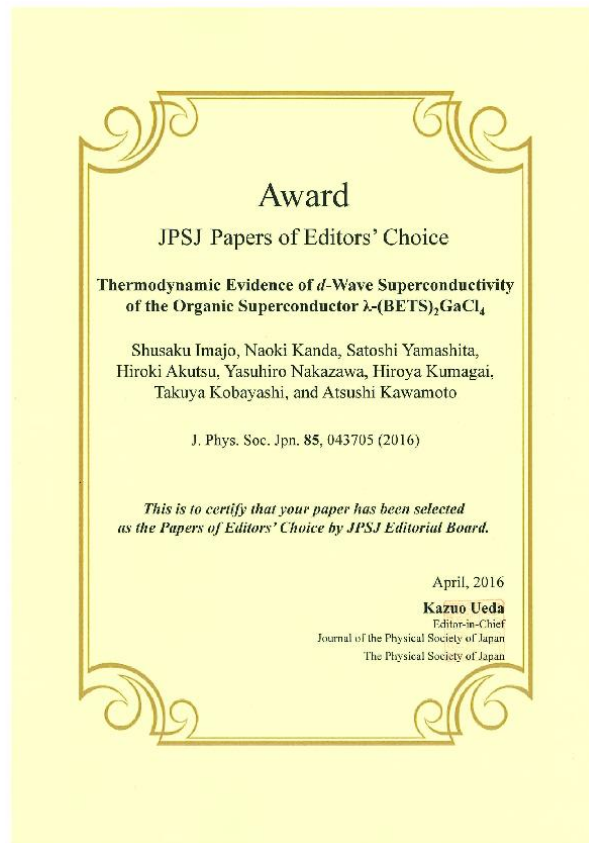 Award
JPSJ Papers of Editors' Choice
Thermodynamic Evidence of d-Wave Superconductivity
of the Organic Superconductor λ-(BETS)₂GaCl₄
Shusaku Imajo, Naoki Kanda, Satoshi Yamashita,
Hiroki Akutsu, Yasuhiro Nakazawa, Hiroya Kumagai,
Takuya Kobayashi, and Atsushi Kawamoto
J. Phys. Soc. Jpn. 85, 043705 (2016)
This is to certify that your paper has been selected
as the Papers of Editors' Choice by JPSJ Editorial Board.
April, 2016
Kazuo Ueda
Editor-in-Chief
Journal of the Physical Society of Japan
The Physical Society of Japan